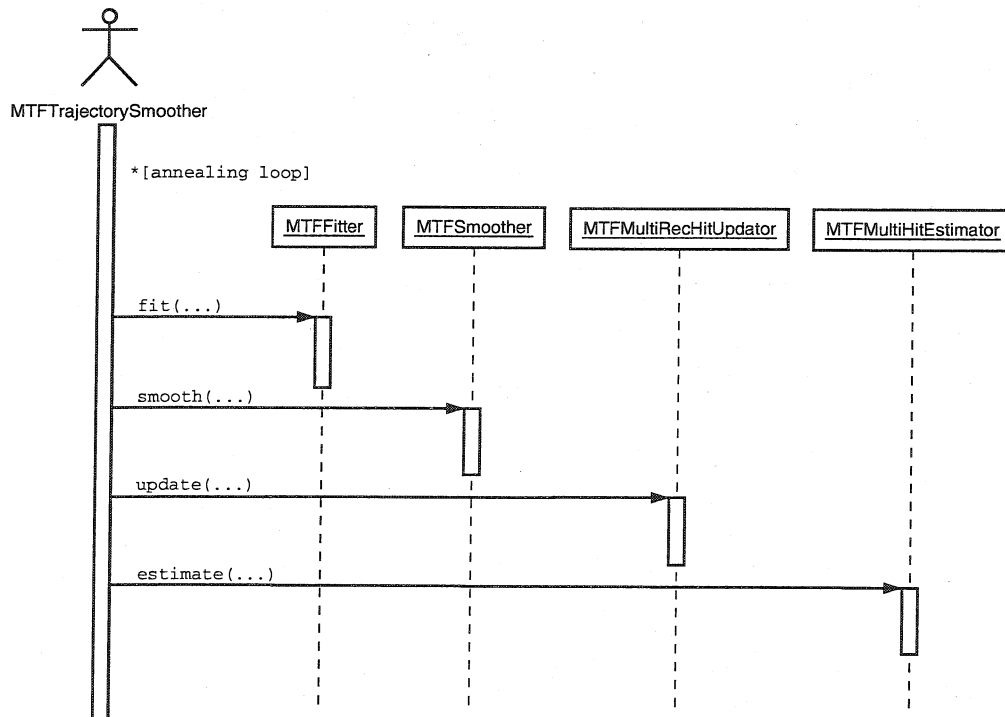 MTFTrajectorySmoother
*[annealing loop]
MTFFitter
MTFSmoother
MTFMultiRecHitUpdator
MTFMultiHitEstimator
fit(...)
smooth(...)
update(...)
estimate(...)